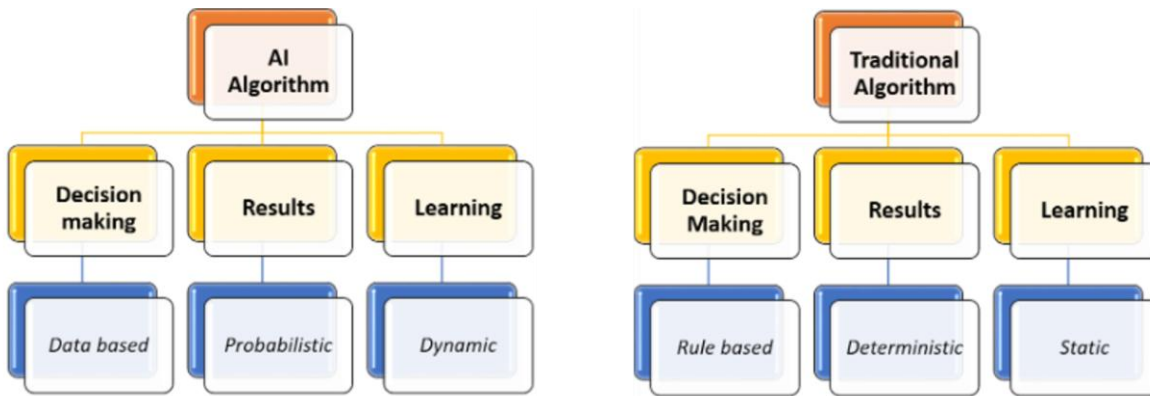 AI
Algorithm
Decision
making
Results
Learning
Data based
Probabilistic
Dynamic
Traditional
Algorithm
Decision
Making
Results
Learning
Rule based
Deterministic
Static